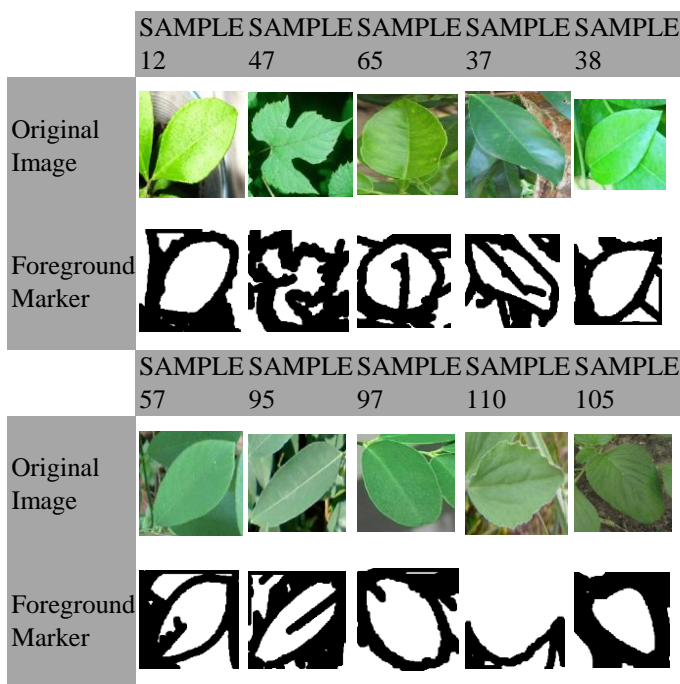 SAMPLE SAMPLE SAMPLE SAMPLE SAMPLE
12 47 65 37 38
Original
Image
Foreground
Marker
SAMPLE SAMPLE SAMPLE SAMPLE SAMPLE
57 95 97 110 105
Original
Image
Foreground
Marker